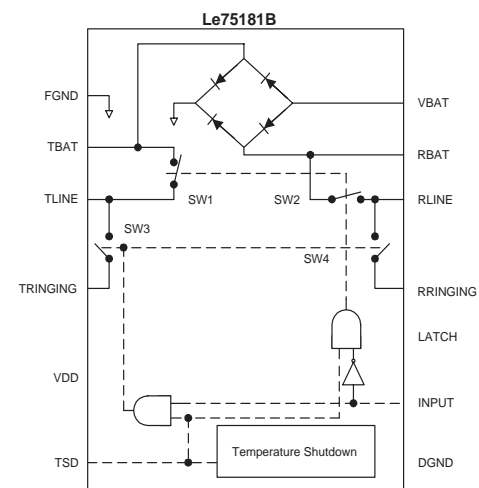 Le75181B
FGND
VBAT
TBAT
RBAT
TLINE
SW1
SW2
RLINE
SW3
SW4
TRINGING
RRINGING
LATCH
VDD
INPUT
Temperature Shutdown
TSD
DGND